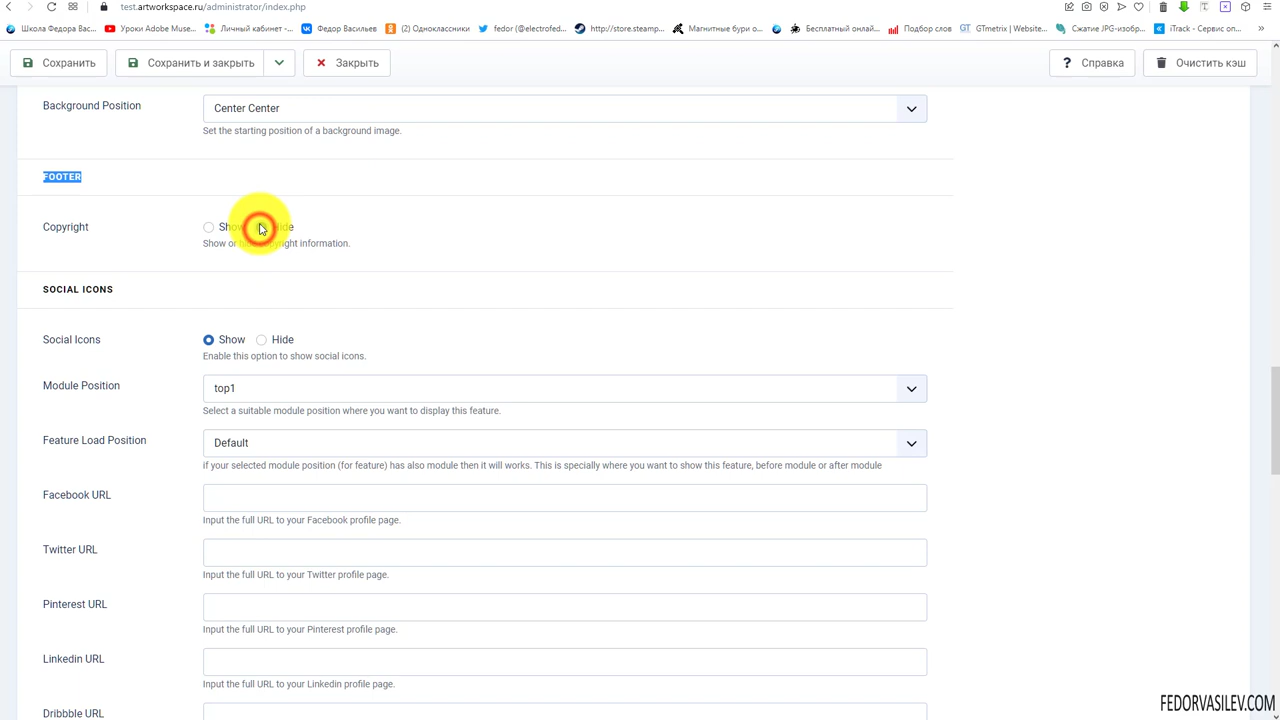 test.artworkspace.ru/administrator/index.php
Школа Федора Вас... Уроки Adobe Muse... Личный кабинет -... Федор Васильев (2) Одноклассники fedor (@electrofed... http://store.steamp... Магнитные бури о... Бесплатный онлай... Подбор слов GTmetrix | Website... Сжатие JPG-изобр... iTrack - Сервис оп... »
Сохранить Сохранить и закрыть Закрыть ? Справка Очистить кэш
Background Position Center Center
Set the starting position of a background image.
FOOTER
Copyright Show Hide
Show or hide copyright information.
SOCIAL ICONS
Social Icons Show Hide
Enable this option to show social icons.
Module Position top1
Select a suitable module position where you want to display this feature.
Feature Load Position Default
if your selected module position (for feature) has also module then it will works. This is specially where you want to show this feature, before module or after module
Facebook URL
Input the full URL to your Facebook profile page.
Twitter URL
Input the full URL to your Twitter profile page.
Pinterest URL
Input the full URL to your Pinterest profile page.
Linkedin URL
Input the full URL to your Linkedin profile page.
Dribbble URL
FEDORVASILEV.COM